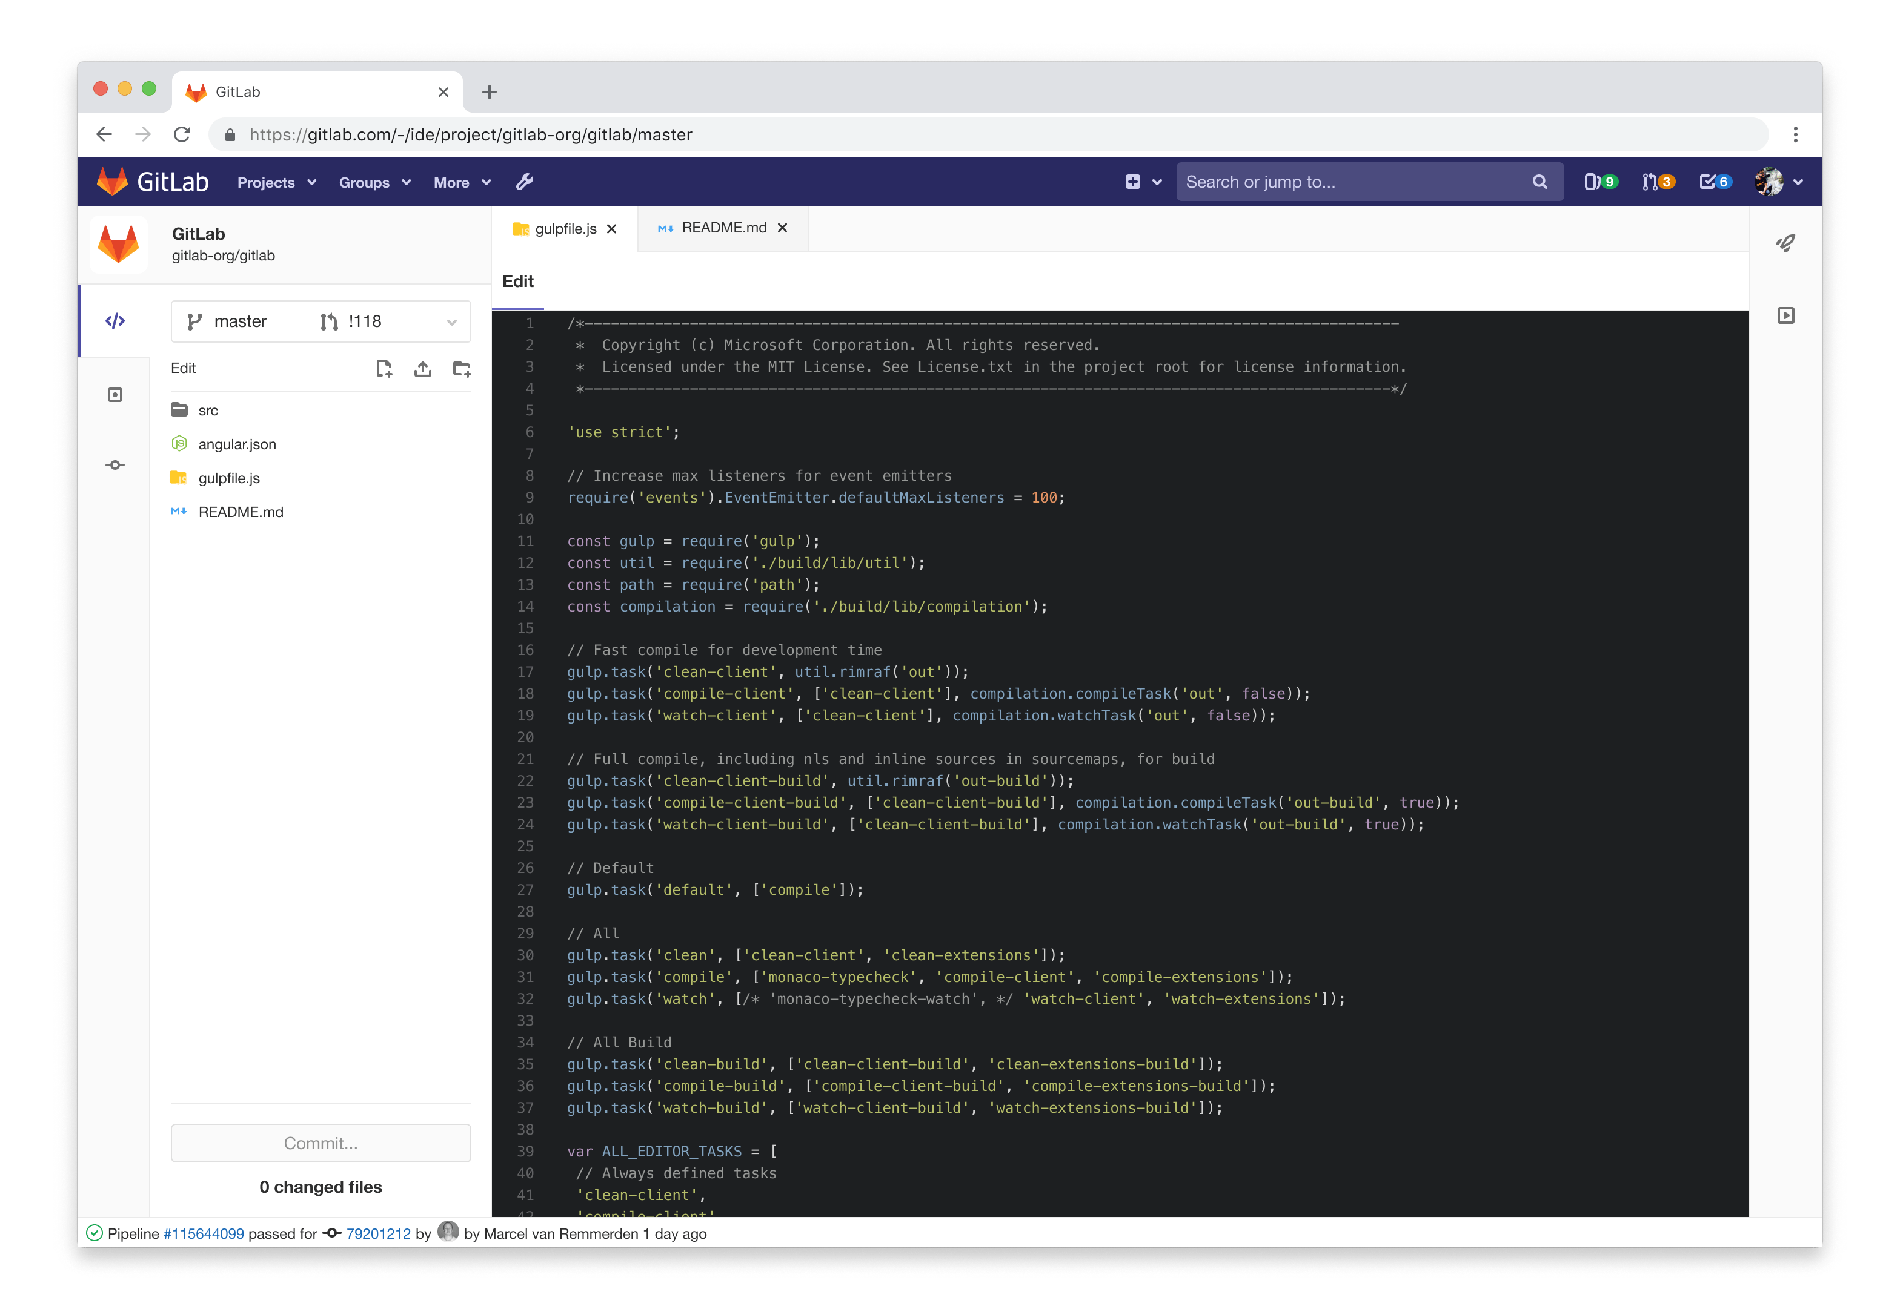 GitLab
https://gitlab.com/-/ide/project/gitlab-org/gitlab/master
GitLab Projects Groups More Search or jump to... 9 3 6
GitLab
gitlab-org/gitlab
gulpfile.js README.md
Edit
master !118
Edit
src
angular.json
gulpfile.js
README.md
1 /*---------------------------------------------------------------------------------------------
2 * Copyright (c) Microsoft Corporation. All rights reserved.
3 * Licensed under the MIT License. See License.txt in the project root for license information.
4 *--------------------------------------------------------------------------------------------*/
5
6 'use strict';
7
8 // Increase max listeners for event emitters
9 require('events').EventEmitter.defaultMaxListeners = 100;
10
11 const gulp = require('gulp');
12 const util = require('./build/lib/util');
13 const path = require('path');
14 const compilation = require('./build/lib/compilation');
15
16 // Fast compile for development time
17 gulp.task('clean-client', util.rimraf('out'));
18 gulp.task('compile-client', ['clean-client'], compilation.compileTask('out', false));
19 gulp.task('watch-client', ['clean-client'], compilation.watchTask('out', false));
20
21 // Full compile, including nls and inline sources in sourcemaps, for build
22 gulp.task('clean-client-build', util.rimraf('out-build'));
23 gulp.task('compile-client-build', ['clean-client-build'], compilation.compileTask('out-build', true));
24 gulp.task('watch-client-build', ['clean-client-build'], compilation.watchTask('out-build', true));
25
26 // Default
27 gulp.task('default', ['compile']);
28
29 // All
30 gulp.task('clean', ['clean-client', 'clean-extensions']);
31 gulp.task('compile', ['monaco-typecheck', 'compile-client', 'compile-extensions']);
32 gulp.task('watch', [/* 'monaco-typecheck-watch', */ 'watch-client', 'watch-extensions']);
33
34 // All Build
35 gulp.task('clean-build', ['clean-client-build', 'clean-extensions-build']);
36 gulp.task('compile-build', ['compile-client-build', 'compile-extensions-build']);
37 gulp.task('watch-build', ['watch-client-build', 'watch-extensions-build']);
38
39 var ALL_EDITOR_TASKS = [
40 // Always defined tasks
41 'clean-client',
42 'compile-client'
Commit...
0 changed files
Pipeline #115644099 passed for 79201212 by by Marcel van Remmerden 1 day ago